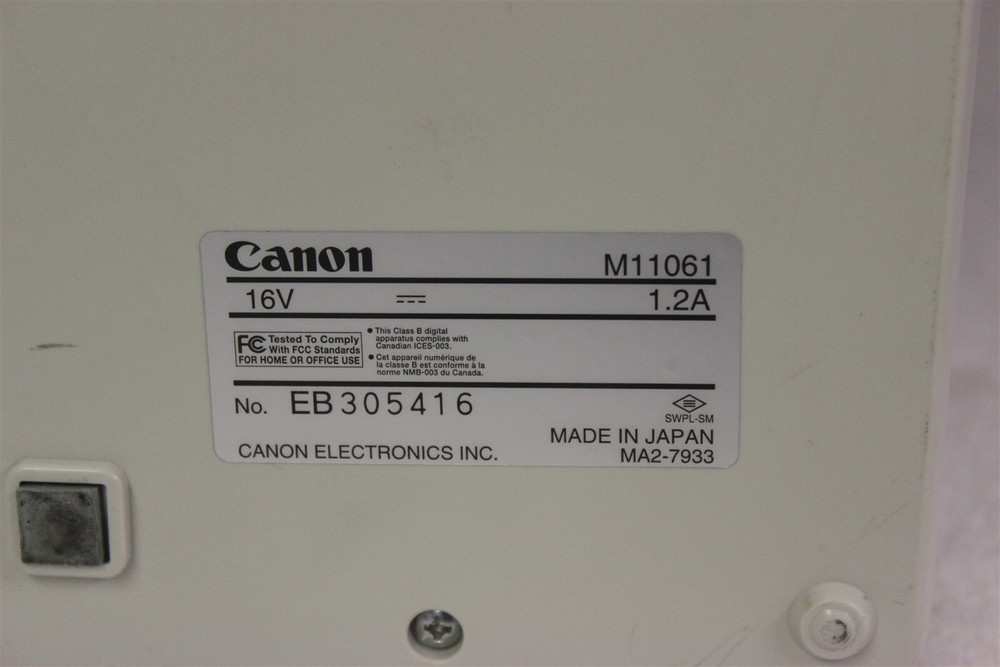 Canon
M11061
16V
1.2A
FC Tested To Comply
With FCC Standards
FOR HOME OR OFFICE USE
• This Class B digital
apparatus complies with
Canadian ICES-003.
• Cet appareil numérique de
la classe B est conforme à la
norme NMB-003 du Canada.
No. EB305416
SWPL-SM
CANON ELECTRONICS INC.
MADE IN JAPAN
MA2-7933